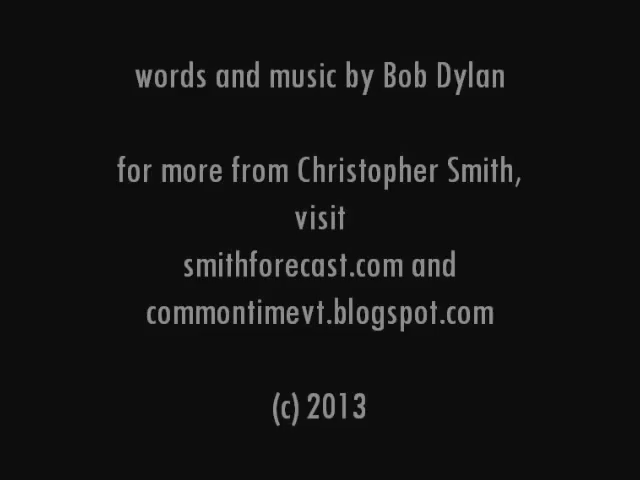 words and music by Bob Dylan
for more from Christopher Smith,
visit
smithforecast.com and
commontimevt.blogspot.com
(c) 2013